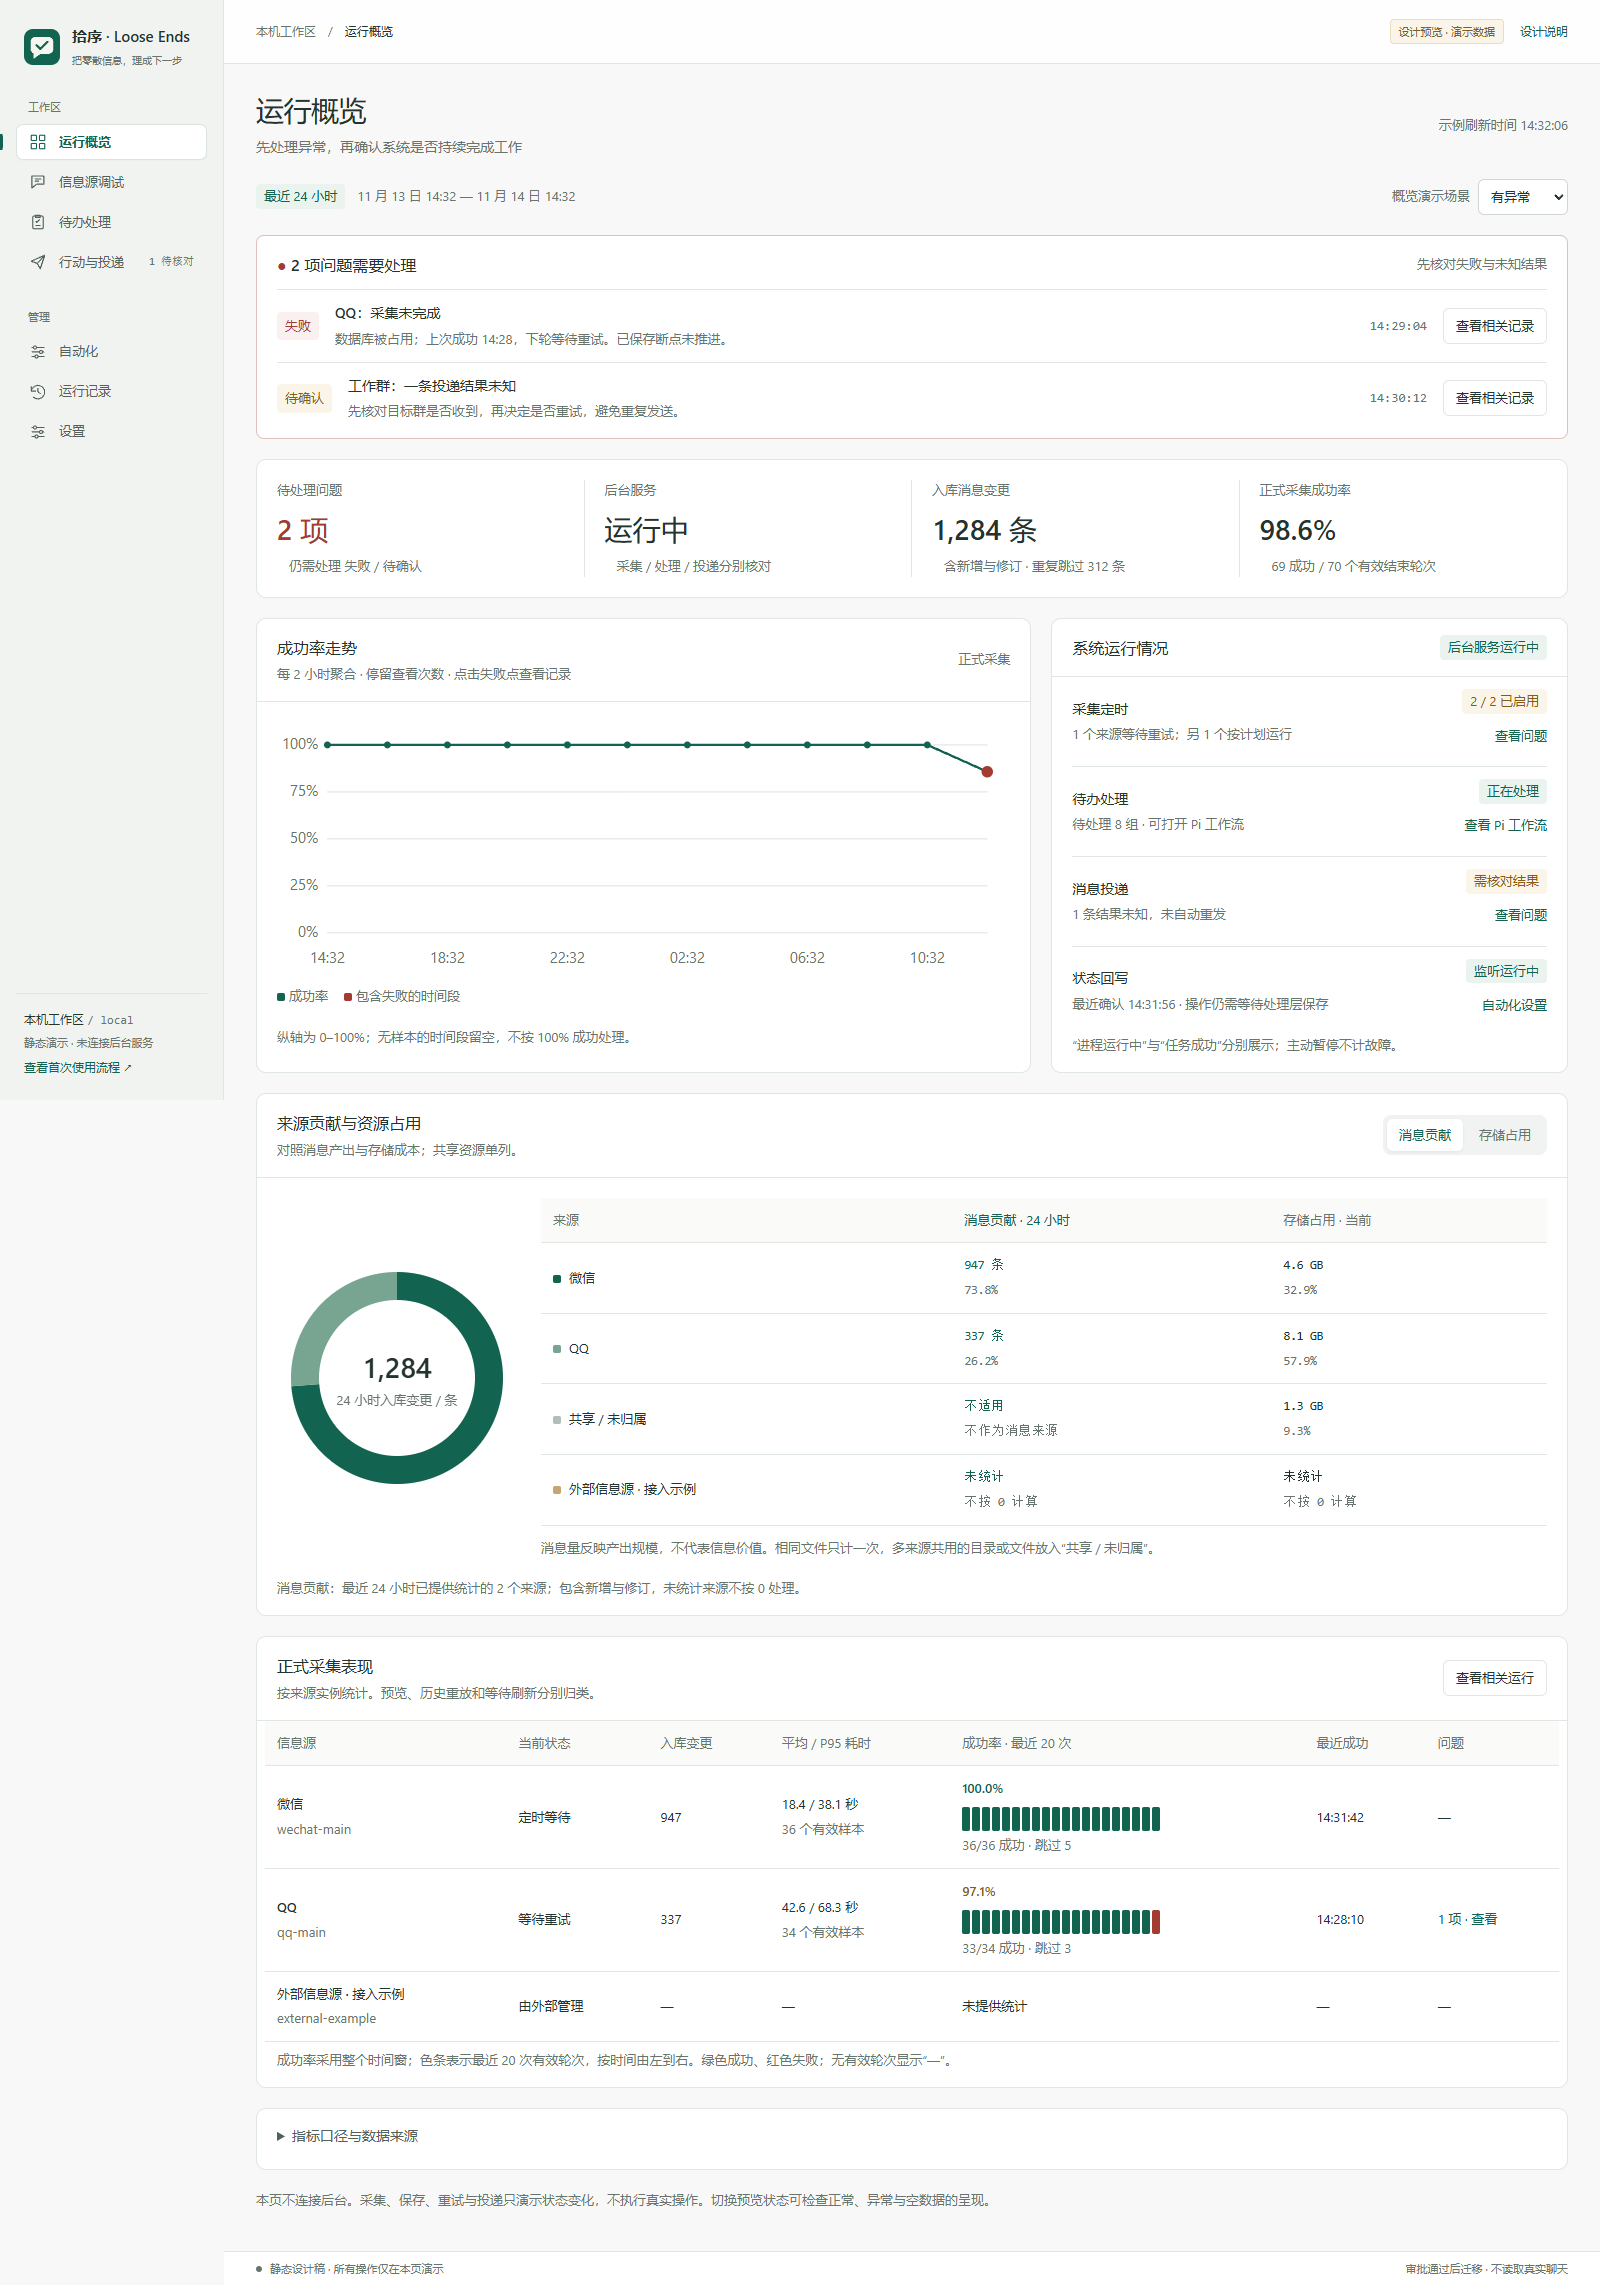 拾序 · Loose Ends
把零散信息，理成下一步
工作区
运行概览
信息源调试
待办处理
行动与投递 1 待核对
管理
自动化
运行记录
设置
本机工作区 / local
静态演示 · 未连接后台服务
查看首次使用流程 ↗
本机工作区 / 运行概览
设计预览 · 演示数据 设计说明
运行概览
先处理异常，再确认系统是否持续完成工作
示例刷新时间 14:32:06
最近 24 小时 11 月 13 日 14:32 — 11 月 14 日 14:32
概览演示场景 有异常
2 项问题需要处理
先核对失败与未知结果
失败
QQ：采集未完成
数据库被占用；上次成功 14:28，下轮等待重试。已保存断点未推进。
14:29:04 查看相关记录
待确认
工作群：一条投递结果未知
先核对目标群是否收到，再决定是否重试，避免重复发送。
14:30:12 查看相关记录
待处理问题
2 项
仍需处理 失败 / 待确认
后台服务
运行中
采集 / 处理 / 投递分别核对
入库消息变更
1,284 条
含新增与修订 · 重复跳过 312 条
正式采集成功率
98.6%
69 成功 / 70 个有效结束轮次
成功率走势
每 2 小时聚合 · 停留查看次数 · 点击失败点查看记录
正式采集
100%
75%
50%
25%
0%
14:32 18:32 22:32 02:32 06:32 10:32
成功率 包含失败的时间段
纵轴为 0–100%；无样本的时间段留空，不按 100% 成功处理。
系统运行情况
后台服务运行中
采集定时
2 / 2 已启用
1 个来源等待重试；另 1 个按计划运行
查看问题
待办处理
正在处理
待处理 8 组 · 可打开 Pi 工作流
查看 Pi 工作流
消息投递
需核对结果
1 条结果未知，未自动重发
查看问题
状态回写
监听运行中
最近确认 14:31:56 · 操作仍需等待处理层保存
自动化设置
“进程运行中”与“任务成功”分别展示；主动暂停不计故障。
来源贡献与资源占用
对照消息产出与存储成本；共享资源单列。
消息贡献 存储占用
1,284
24 小时入库变更 / 条
来源 消息贡献 · 24 小时 存储占用 · 当前
微信
947 条
73.8%
4.6 GB
32.9%
QQ
337 条
26.2%
8.1 GB
57.9%
共享 / 未归属
不适用
不作为消息来源
1.3 GB
9.3%
外部信息源 · 接入示例
未统计
不按 0 计算
未统计
不按 0 计算
消息量反映产出规模，不代表信息价值。相同文件只计一次，多来源共用的目录或文件放入“共享 / 未归属”。
消息贡献：最近 24 小时已提供统计的 2 个来源；包含新增与修订，未统计来源不按 0 处理。
正式采集表现
按来源实例统计。预览、历史重放和等待刷新分别归类。
查看相关运行
信息源 当前状态 入库变更 平均 / P95 耗时 成功率 · 最近 20 次 最近成功 问题
微信
wechat-main
定时等待
947
18.4 / 38.1 秒
36 个有效样本
100.0%
36/36 成功 · 跳过 5
14:31:42
—
QQ
qq-main
等待重试
337
42.6 / 68.3 秒
34 个有效样本
97.1%
33/34 成功 · 跳过 3
14:28:10
1 项 · 查看
外部信息源 · 接入示例
external-example
由外部管理
—
—
未提供统计
—
—
成功率采用整个时间窗；色条表示最近 20 次有效轮次，按时间由左到右。绿色成功、红色失败；无有效轮次显示“—”。
指标口径与数据来源
本页不连接后台。采集、保存、重试与投递只演示状态变化，不执行真实操作。切换预览状态可检查正常、异常与空数据的呈现。
静态设计稿 · 所有操作仅在本页演示
审批通过后迁移 · 不读取真实聊天